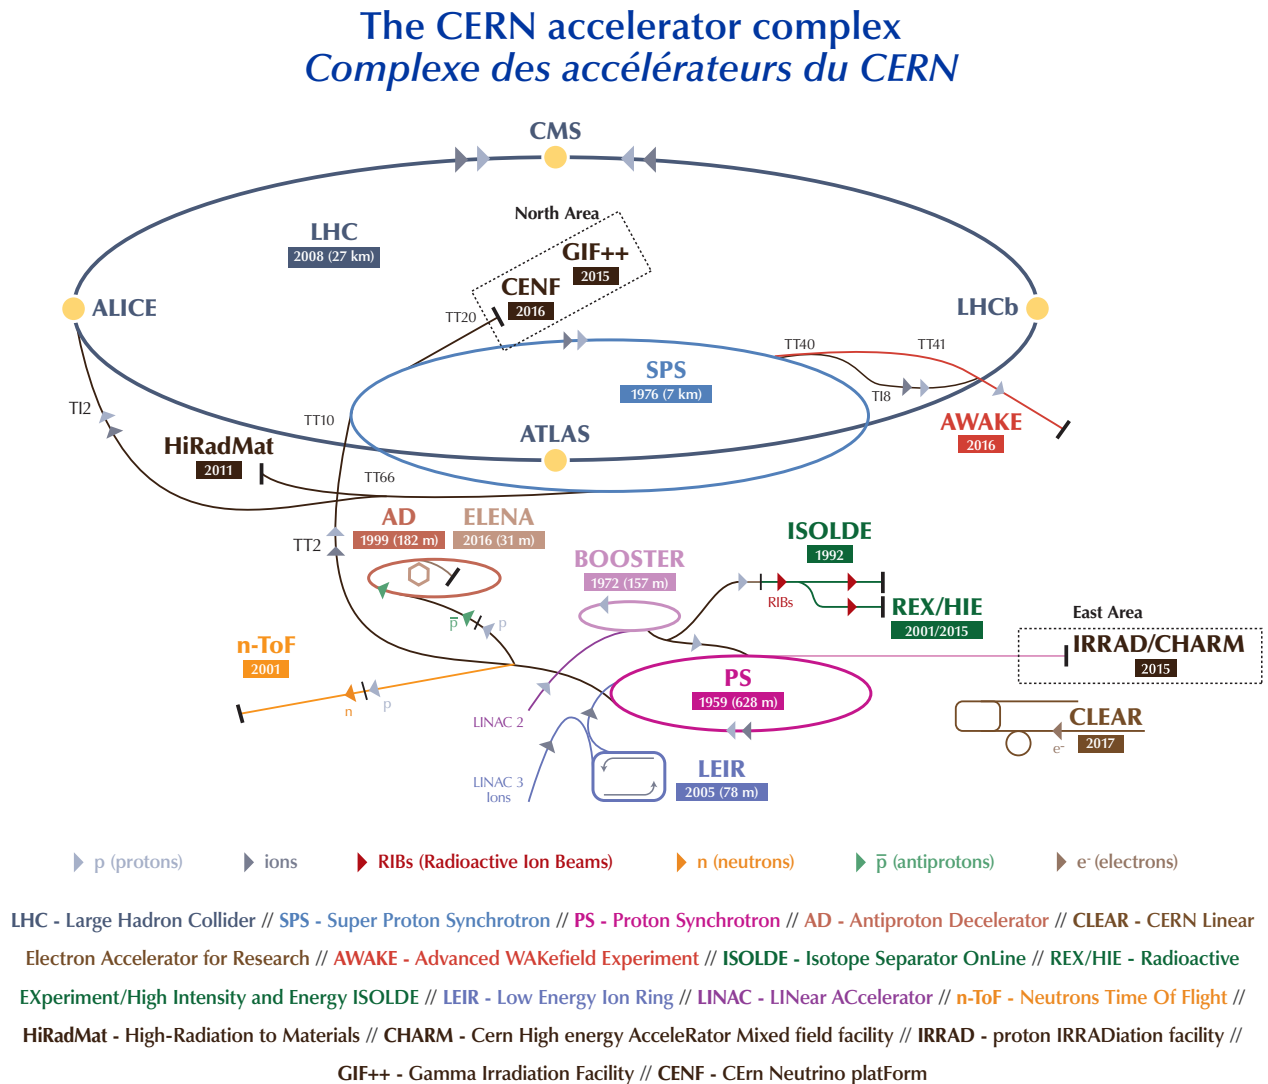 The CERN accelerator complex
Complexe des accélérateurs du CERN
CMS
North Area
LHC
2008 (27 km)
GIF++
2015
CENF
2016
ALICE
LHCb
TT20
TT40
TT41
SPS
1976 (7 km)
TI8
TI2
TT10
AWAKE
2016
ATLAS
HiRadMat
2011
TT66
AD
1999 (182 m)
ELENA
2016 (31 m)
TT2
ISOLDE
1992
BOOSTER
1972 (157 m)
RIBs
REX/HIE
2001/2015
East Area
IRRAD/CHARM
2015
p̅
p
n-ToF
2001
n
p
PS
1959 (628 m)
LINAC 2
CLEAR
2017
e-
LEIR
2005 (78 m)
LINAC 3
Ions
p (protons)
ions
RIBs (Radioactive Ion Beams)
n (neutrons)
p̅ (antiprotons)
e- (electrons)
LHC - Large Hadron Collider // SPS - Super Proton Synchrotron // PS - Proton Synchrotron // AD - Antiproton Decelerator // CLEAR - CERN Linear
Electron Accelerator for Research // AWAKE - Advanced WAKefield Experiment // ISOLDE - Isotope Separator OnLine // REX/HIE - Radioactive
EXperiment/High Intensity and Energy ISOLDE // LEIR - Low Energy Ion Ring // LINAC - LINear ACcelerator // n-ToF - Neutrons Time Of Flight //
HiRadMat - High-Radiation to Materials // CHARM - Cern High energy AcceleRator Mixed field facility // IRRAD - proton IRRADiation facility //
GIF++ - Gamma Irradiation Facility // CENF - CErn Neutrino platForm